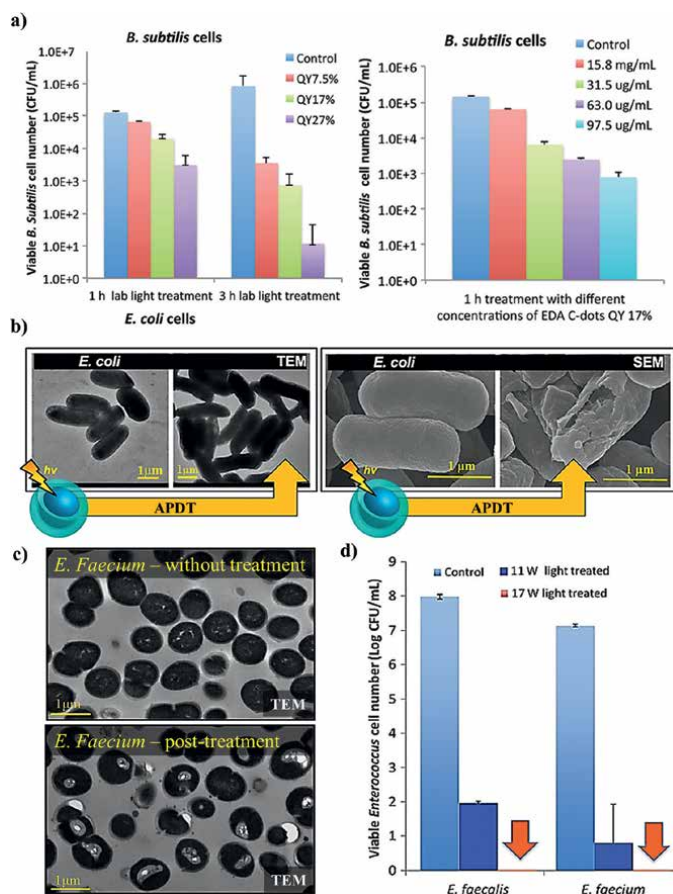 a)
B. subtilis cells
Viable B. Subtilis cell number (CFU/mL)
1.0E+7
1.0E+6
1.0E+5
1.0E+4
1.0E+3
1.0E+2
1.0E+1
1.0E+0
Control
QY7.5%
QY17%
QY27%
1 h lab light treatment
3 h lab light treatment
B. subtilis cells
Viable B. subtilis cell number (CFU/mL)
1.0E+7
1.0E+6
1.0E+5
1.0E+4
1.0E+3
1.0E+2
1.0E+1
1.0E+0
Control
15.8 mg/mL
31.5 ug/mL
63.0 ug/mL
97.5 ug/mL
1 h treatment with different
concentrations of EDA C-dots QY 17%
E. coli cells
b)
E. coli
TEM
1µm
1µm
hv
APDT
E. coli
SEM
1 µm
1 µm
hv
APDT
c)
E. Faecium – without treatment
1µm
TEM
E. Faecium – post-treatment
1µm
TEM
d)
Viable Enterococcus cell number (Log CFU/mL)
9
8
7
6
5
4
3
2
1
0
Control
11 W light treated
17 W light treated
E. faecalis
E. faecium